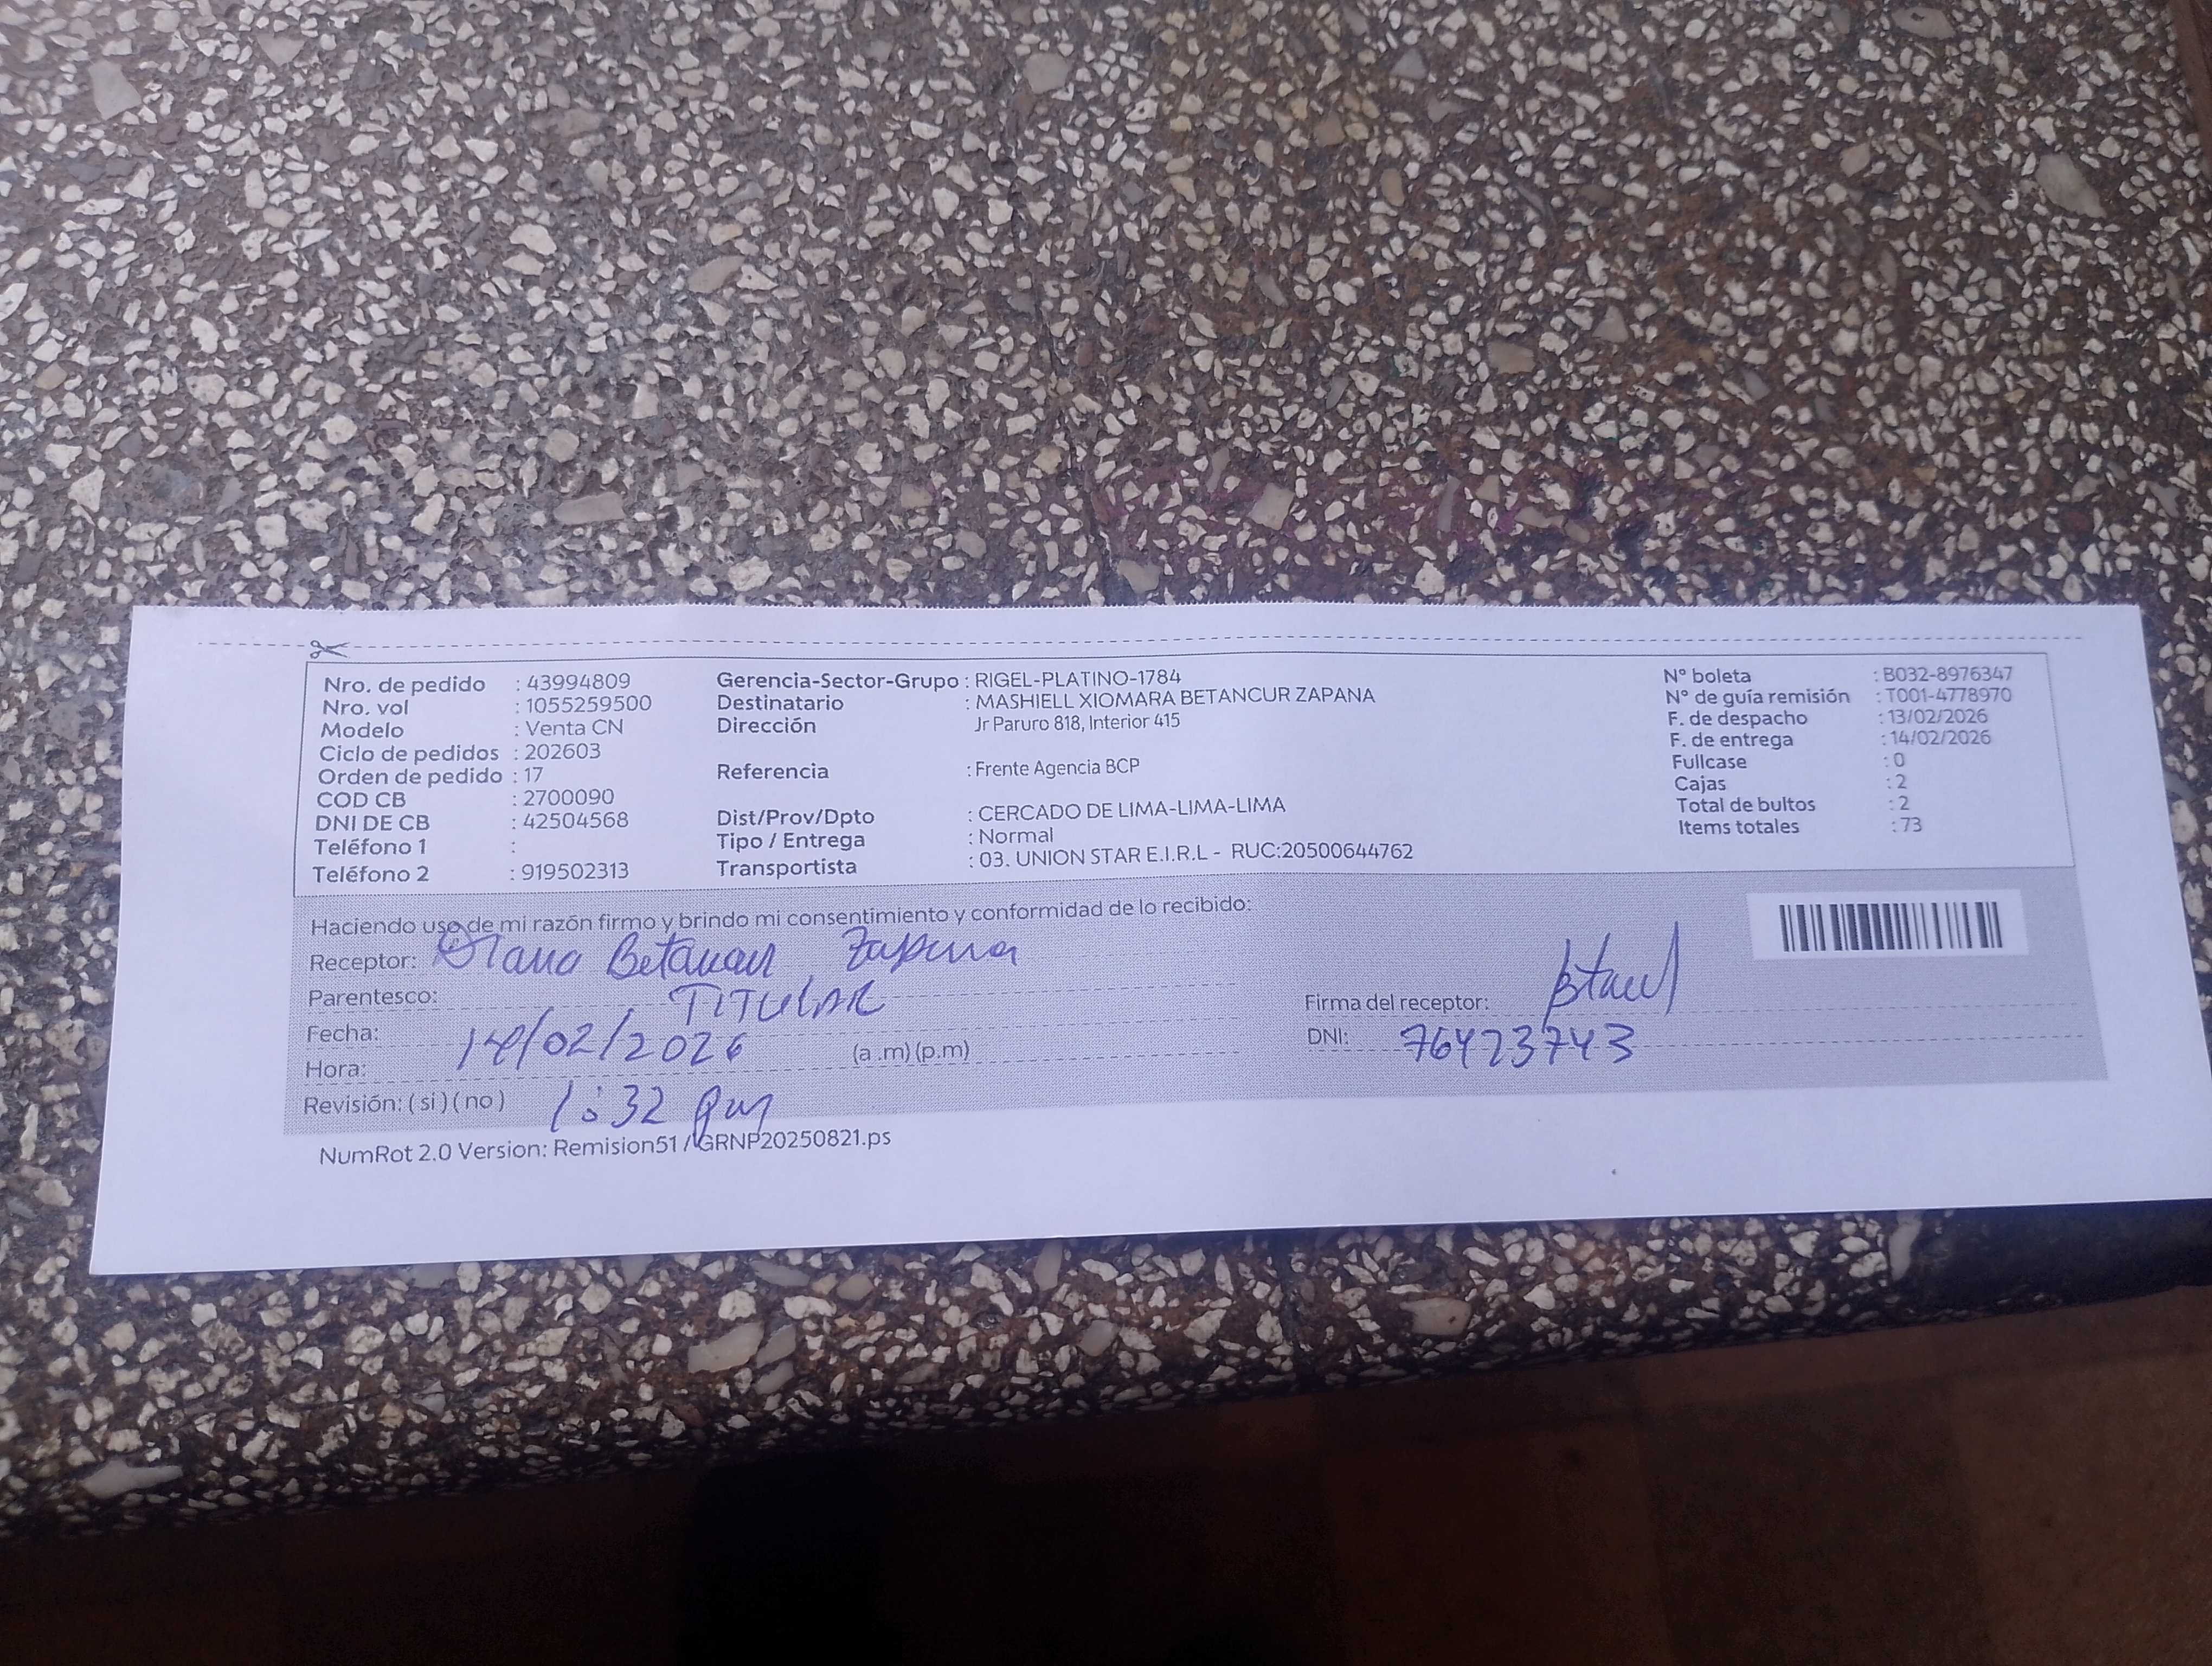 Nro. de pedido : 43994809
Nro. vol : 1055259500
Modelo : Venta CN
Ciclo de pedidos : 202603
Orden de pedido : 17
COD CB : 2700090
DNI DE CB : 42504568
Teléfono 1 :
Teléfono 2 : 919502313
Gerencia-Sector-Grupo : RIGEL-PLATINO-1784
Destinatario : MASHIELL XIOMARA BETANCUR ZAPANA
Dirección Jr Paruro 818, Interior 415
Referencia : Frente Agencia BCP
Dist/Prov/Dpto : CERCADO DE LIMA-LIMA-LIMA
Tipo / Entrega : Normal
Transportista : 03. UNION STAR E.I.R.L - RUC:20500644762
N° boleta : B032-8976347
N° de guía remisión : T001-4778970
F. de despacho : 13/02/2026
F. de entrega : 14/02/2026
Fullcase : 0
Cajas : 2
Total de bultos : 2
Items totales : 73
Haciendo uso de mi razón firmo y brindo mi consentimiento y conformidad de lo recibido:
Receptor: Betancur Zapana
Parentesco: TITULAR
Fecha: 14/02/2026
Hora: (a .m) (p.m)
Revisión: ( si ) ( no ) 1:32 pm
Firma del receptor:
DNI: 76423743
NumRot 2.0 Version: Remision51 / GRNP20250821.ps